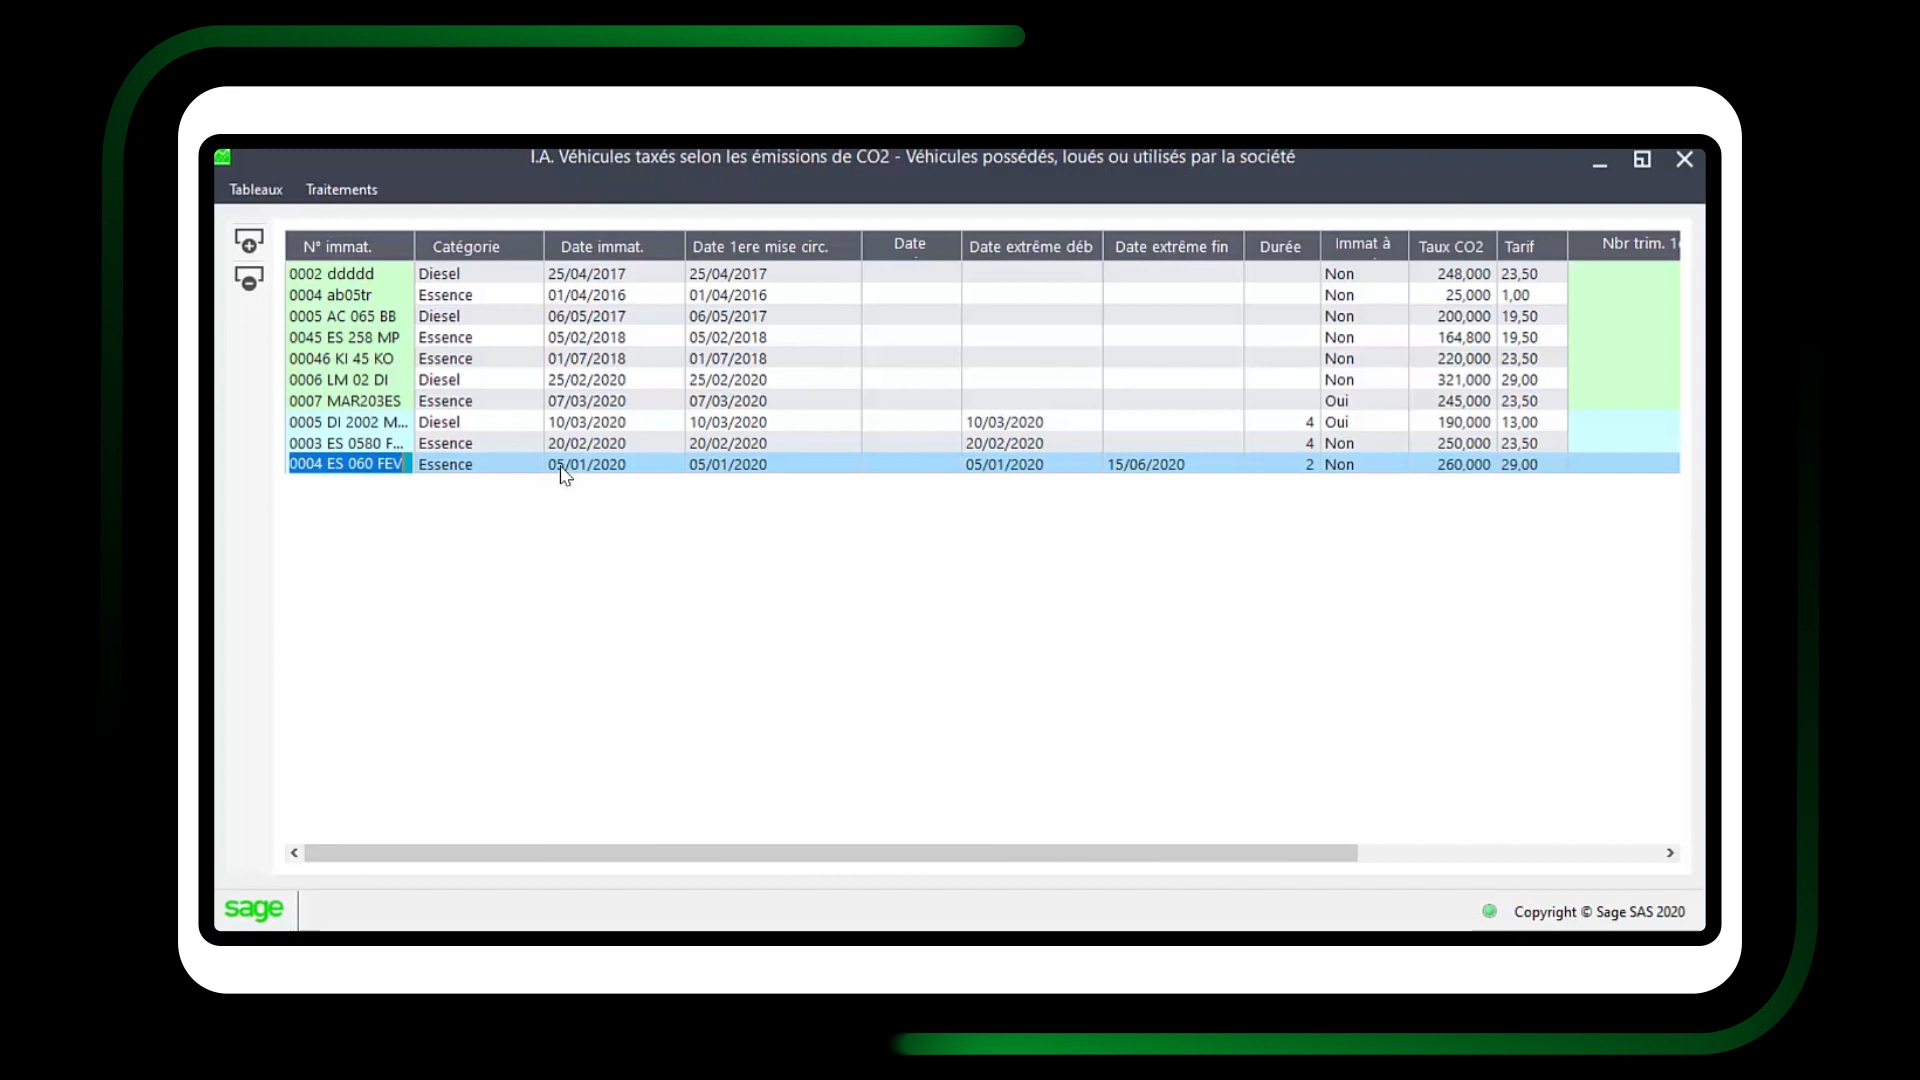 I.A. Véhicules taxés selon les émissions de CO2 - Véhicules possédés, loués ou utilisés par la société
Tableaux Traitements
N° immat. Catégorie Date immat. Date 1ere mise circ. Date Date extrême déb Date extrême fin Durée Immat à Taux CO2 Tarif Nbr trim.
0002 ddddd Diesel 25/04/2017 25/04/2017 Non 248,000 23,50
0004 ab05tr Essence 01/04/2016 01/04/2016 Non 25,000 1,00
0005 AC 065 BB Diesel 06/05/2017 06/05/2017 Non 200,000 19,50
0045 ES 258 MP Essence 05/02/2018 05/02/2018 Non 164,800 19,50
00046 KI 45 KO Essence 01/07/2018 01/07/2018 Non 220,000 23,50
0006 LM 02 DI Diesel 25/02/2020 25/02/2020 Non 321,000 29,00
0007 MAR203ES Essence 07/03/2020 07/03/2020 Oui 245,000 23,50
0005 DI 2002 M... Diesel 10/03/2020 10/03/2020 10/03/2020 4 Oui 190,000 13,00
0003 ES 0580 F... Essence 20/02/2020 20/02/2020 20/02/2020 4 Non 250,000 23,50
0004 ES 060 FEV Essence 05/01/2020 05/01/2020 05/01/2020 15/06/2020 2 Non 260,000 29,00
sage Copyright © Sage SAS 2020